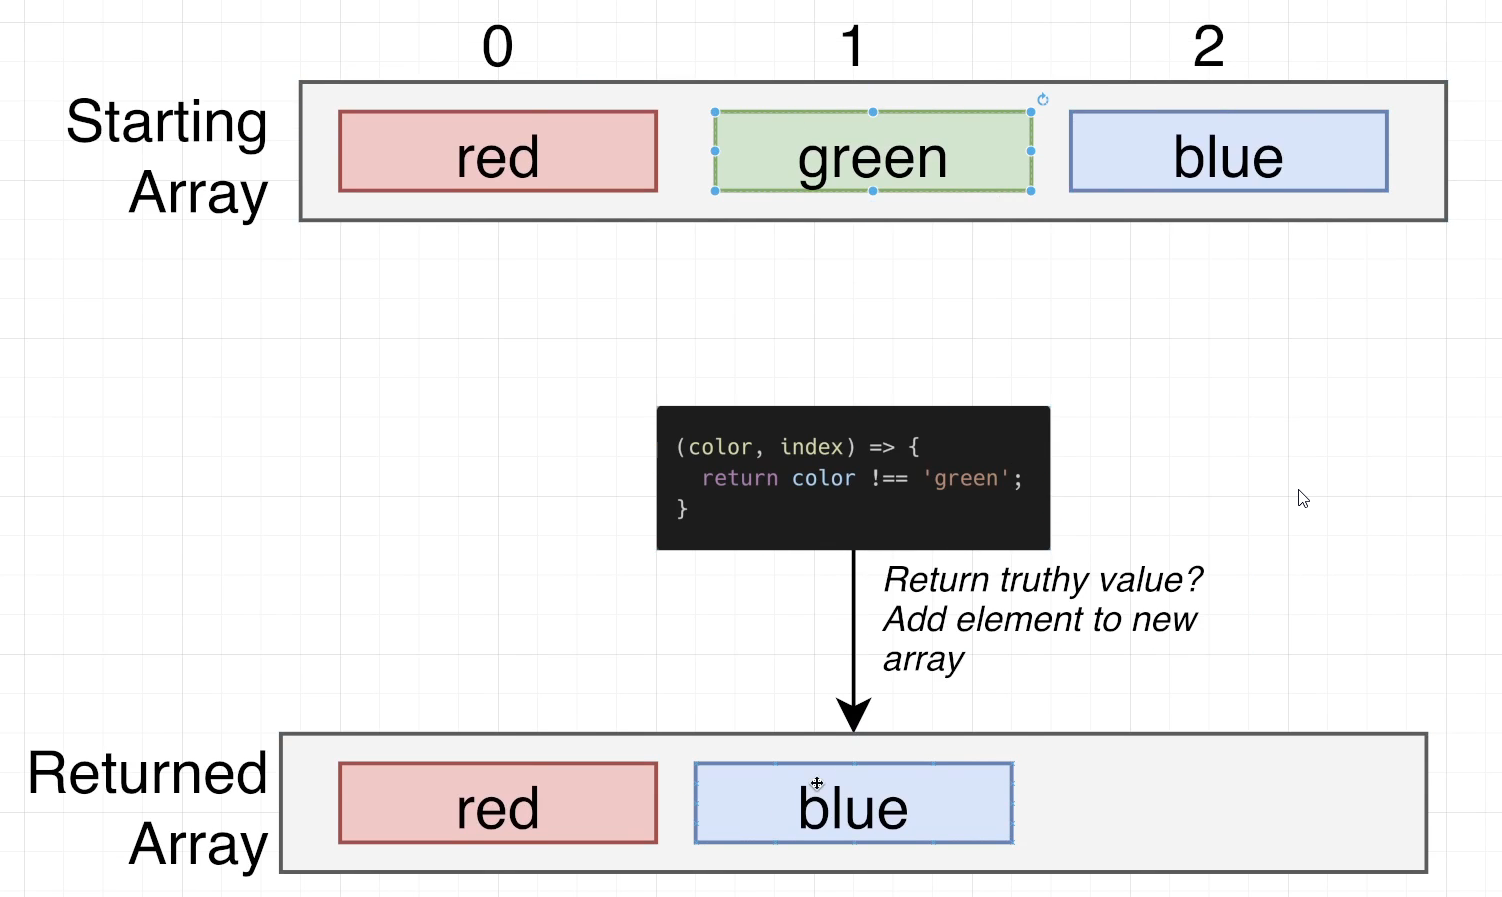 0 1 2
Starting
Array
red green blue
(color, index) => {
  return color !== 'green';
}
Return truthy value?
Add element to new
array
Returned
Array
red blue